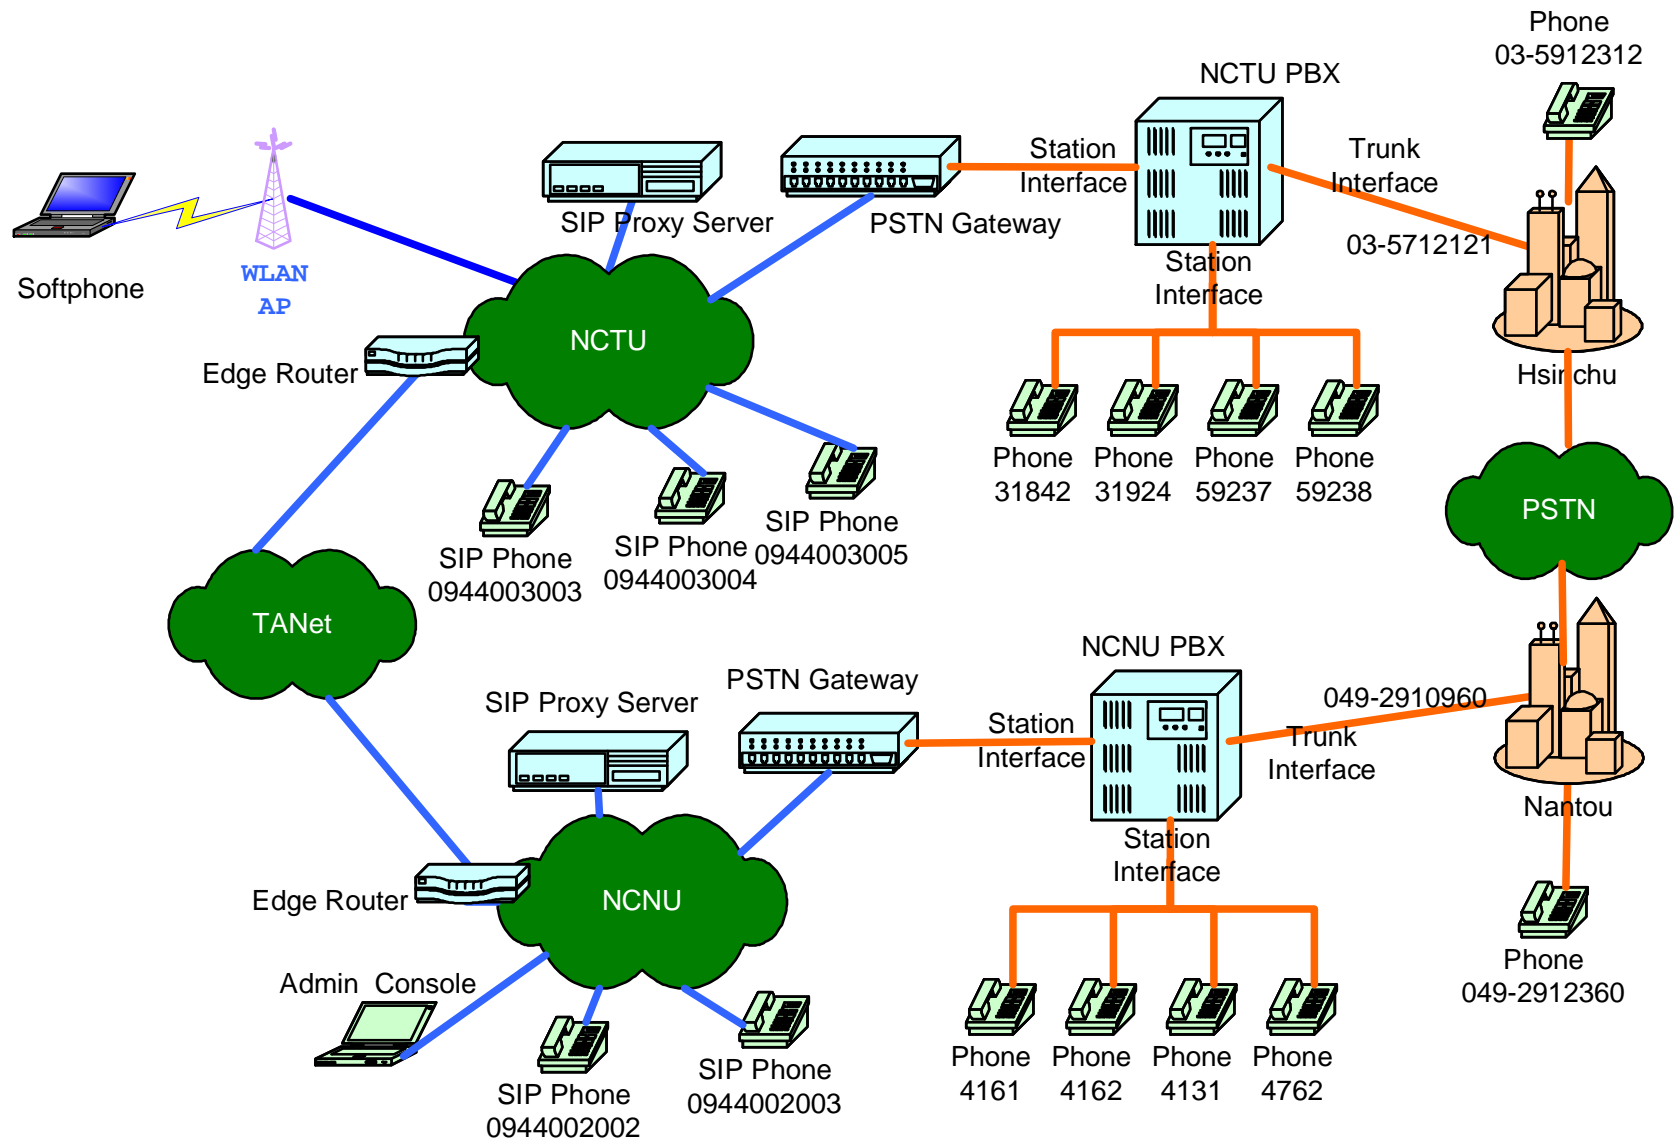 Phone
03-5912312
NCTU PBX
Station
Interface
Trunk
Interface
SIP Proxy Server
PSTN Gateway
03-5712121
Station
Interface
Softphone
WLAN
AP
NCTU
Edge Router
Hsinchu
Phone
31842
Phone
31924
Phone
59237
Phone
59238
SIP Phone
0944003003
SIP Phone
0944003004
SIP Phone
0944003005
PSTN
TANet
NCNU PBX
PSTN Gateway
SIP Proxy Server
Station
Interface
049-2910960
Trunk
Interface
Nantou
Station
Interface
Edge Router
NCNU
Admin Console
Phone
049-2912360
SIP Phone
0944002002
SIP Phone
0944002003
Phone
4161
Phone
4162
Phone
4131
Phone
4762